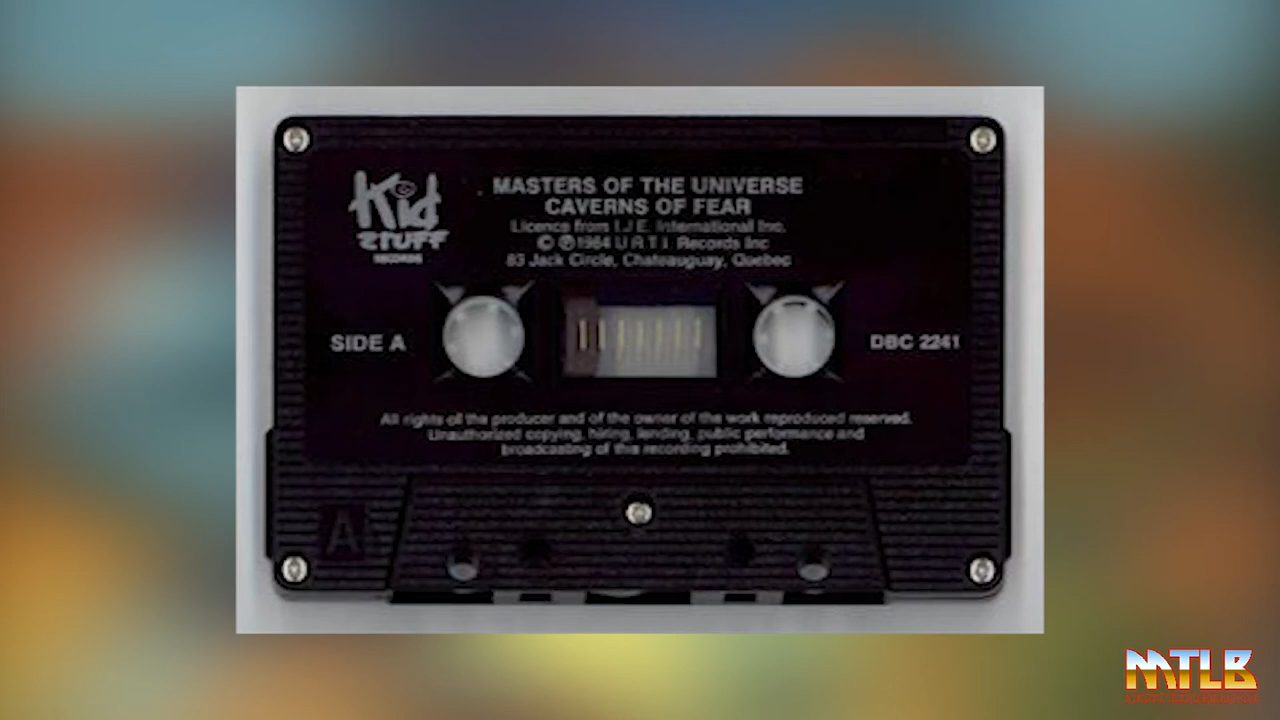 Kid
STUFF
RECORDS
MASTERS OF THE UNIVERSE
CAVERNS OF FEAR
Licence from I.J.E. International Inc.
© ℗ 1984 U.R.T.I. Records Inc
83 Jack Circle, Chateauguay, Quebec
SIDE A
DBC 2241
All rights of the producer and of the owner of the work reproduced reserved.
Unauthorized copying, hiring, lending, public performance and
broadcasting of this recording prohibited.
A
MTLB